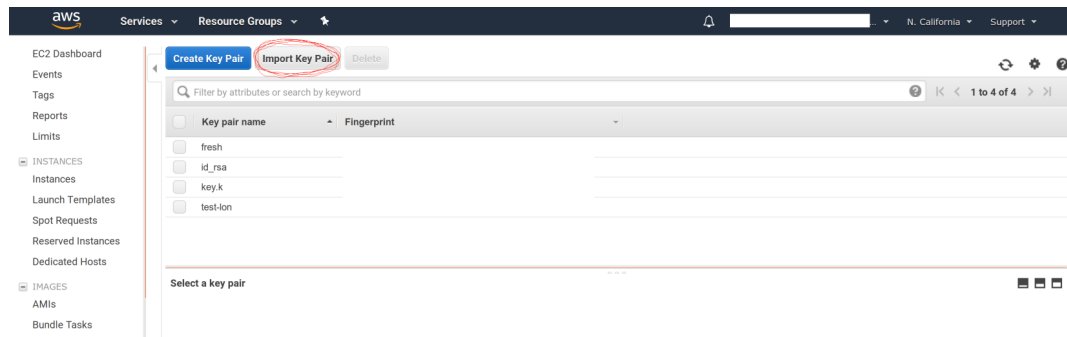 aws Services Resource Groups N. California Support
EC2 Dashboard
Events
Tags
Reports
Limits
INSTANCES
Instances
Launch Templates
Spot Requests
Reserved Instances
Dedicated Hosts
IMAGES
AMIs
Bundle Tasks
Create Key Pair Import Key Pair Delete
Filter by attributes or search by keyword 1 to 4 of 4
Key pair name Fingerprint
fresh
id_rsa
key.k
test-lon
Select a key pair